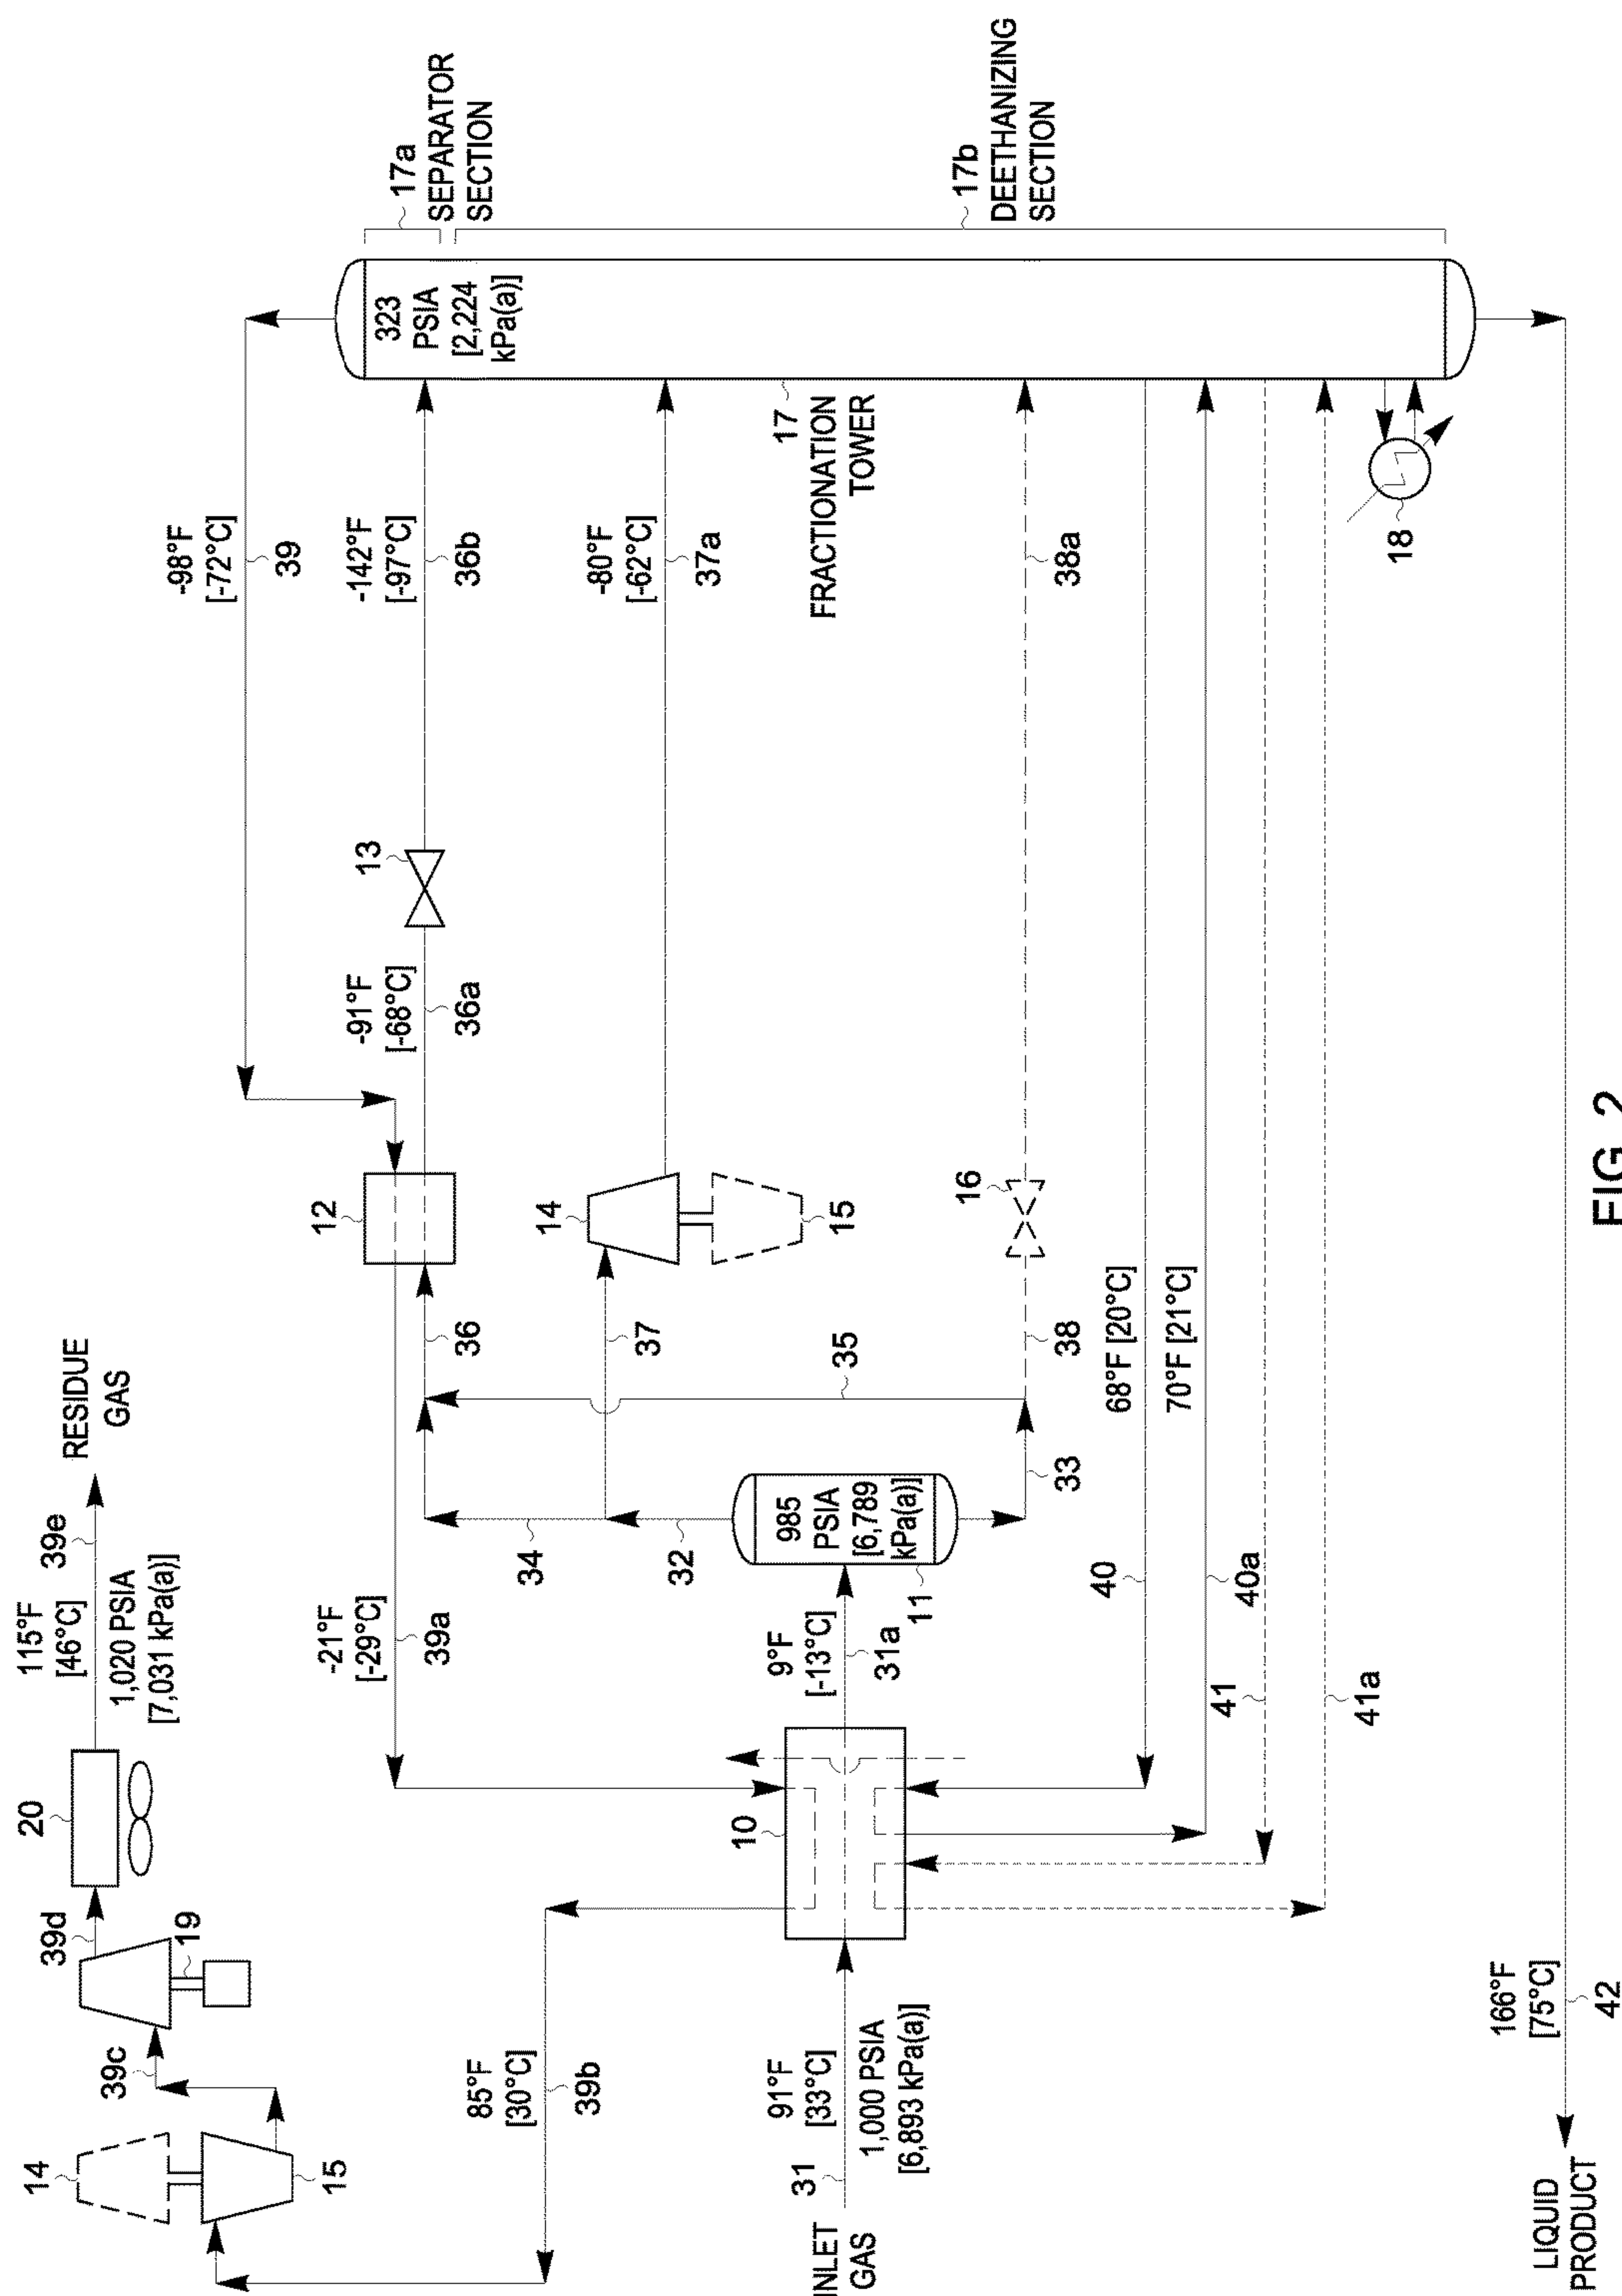 RESIDUE
GAS
115°F
[46°C]
39e
1,020 PSIA
[7,031 kPa(a)]
20
39d
19
39c
14
15
85°F
[30°C]
39b
-21°F
[-29°C]
39a
-98°F
[-72°C]
39
12
36
-91°F
[-68°C]
36a
13
-142°F
[-97°C]
36b
34
32
37
14
15
-80°F
[-62°C]
37a
35
323
PSIA
[2,224
kPa(a)]
17a
SEPARATOR
SECTION
17b
DEETHANIZING
SECTION
17
FRACTIONATION
TOWER
INLET
GAS
31
91°F
[33°C]
1,000 PSIA
[6,893 kPa(a)]
10
9°F
[-13°C]
31a
985
PSIA
[6,789
kPa(a)]
11
33
38
16
38a
68°F [20°C]
40
70°F [21°C]
40a
41
41a
18
166°F
[75°C]
42
LIQUID
PRODUCT
FIG. 2